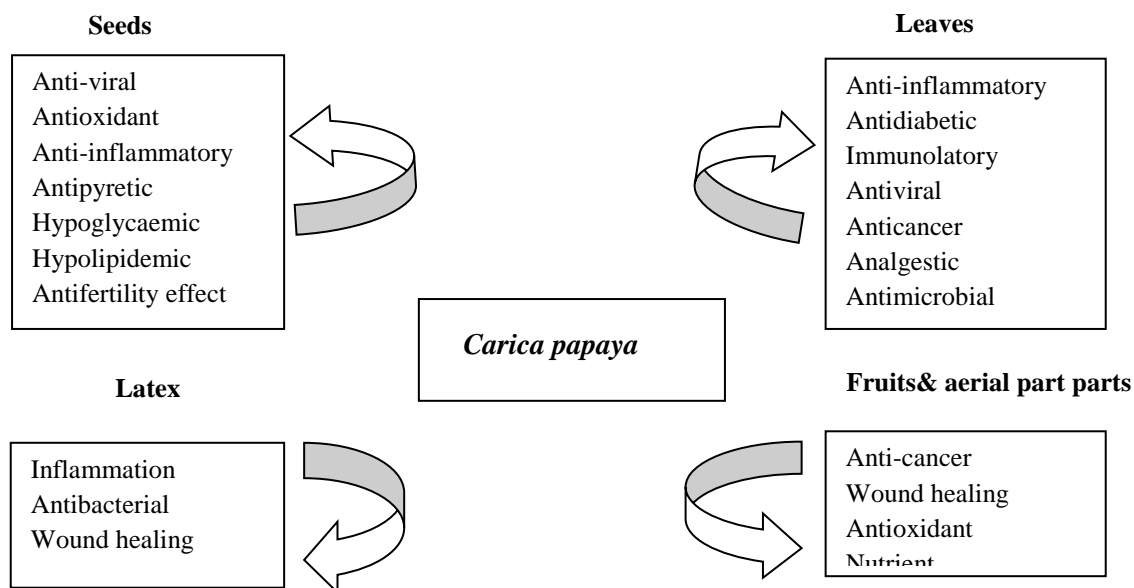 Seeds
Anti-viral
Antioxidant
Anti-inflammatory
Antipyretic
Hypoglycaemic
Hypolipidemic
Antifertility effect
Leaves
Anti-inflammatory
Antidiabetic
Immunolatory
Antiviral
Anticancer
Analgestic
Antimicrobial
Carica papaya
Latex
Inflammation
Antibacterial
Wound healing
Fruits& aerial part parts
Anti-cancer
Wound healing
Antioxidant
Nutrient